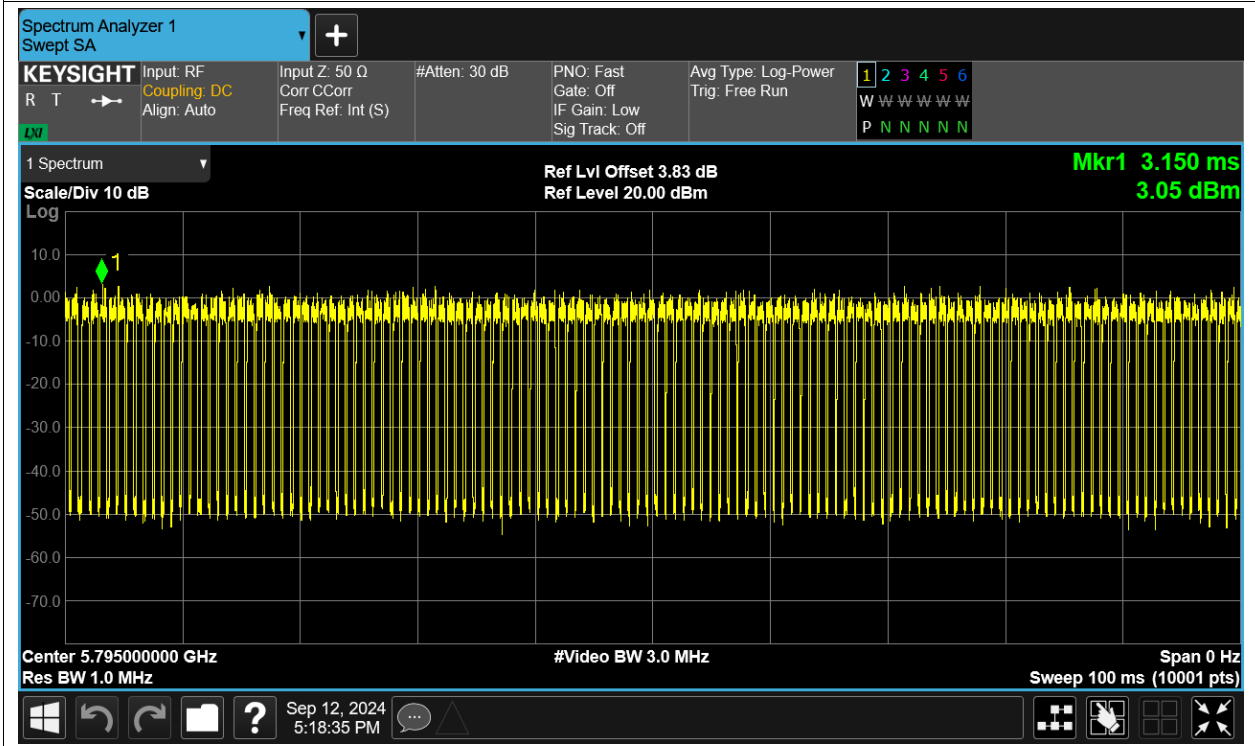 Spectrum Analyzer 1
Swept SA
+
KEYSIGHT
R T
LXI
Input: RF
Coupling: DC
Align: Auto
Input Z: 50 Ω
Corr CCorr
Freq Ref: Int (S)
#Atten: 30 dB
PNO: Fast
Gate: Off
IF Gain: Low
Sig Track: Off
Avg Type: Log-Power
Trig: Free Run
1 2 3 4 5 6
W W W W W W
P N N N N N
1 Spectrum
Scale/Div 10 dB
Ref Lvl Offset 3.83 dB
Ref Level 20.00 dBm
Mkr1 3.150 ms
3.05 dBm
Log
10.0
1
0.00
-10.0
-20.0
-30.0
-40.0
-50.0
-60.0
-70.0
Center 5.795000000 GHz
#Video BW 3.0 MHz
Span 0 Hz
Res BW 1.0 MHz
Sweep 100 ms (10001 pts)
?
Sep 12, 2024
5:18:35 PM